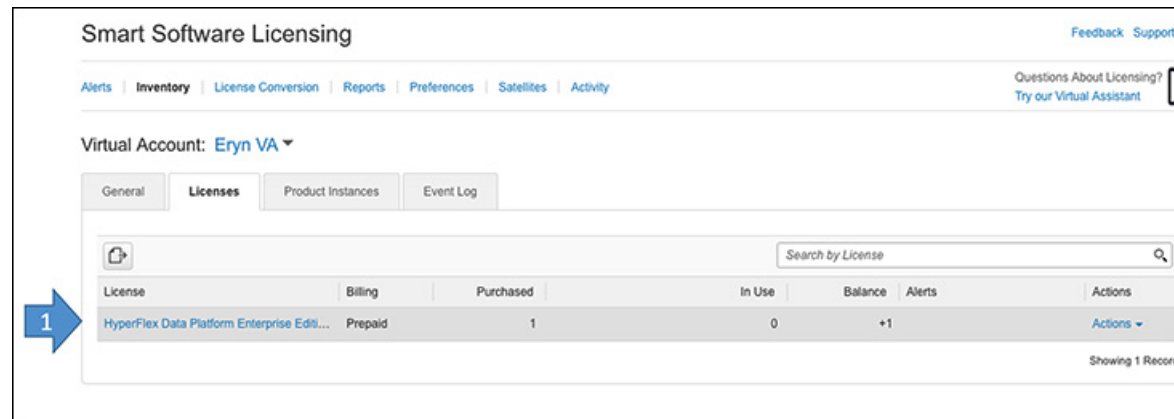 Smart Software Licensing
Feedback Support
Alerts | Inventory | License Conversion | Reports | Preferences | Satellites | Activity
Questions About Licensing?
Try our Virtual Assistant
Virtual Account: Eryn VA
General Licenses Product Instances Event Log
Search by License
License Billing Purchased In Use Balance Alerts Actions
1 HyperFlex Data Platform Enterprise Editi... Prepaid 1 0 +1 Actions
Showing 1 Recor